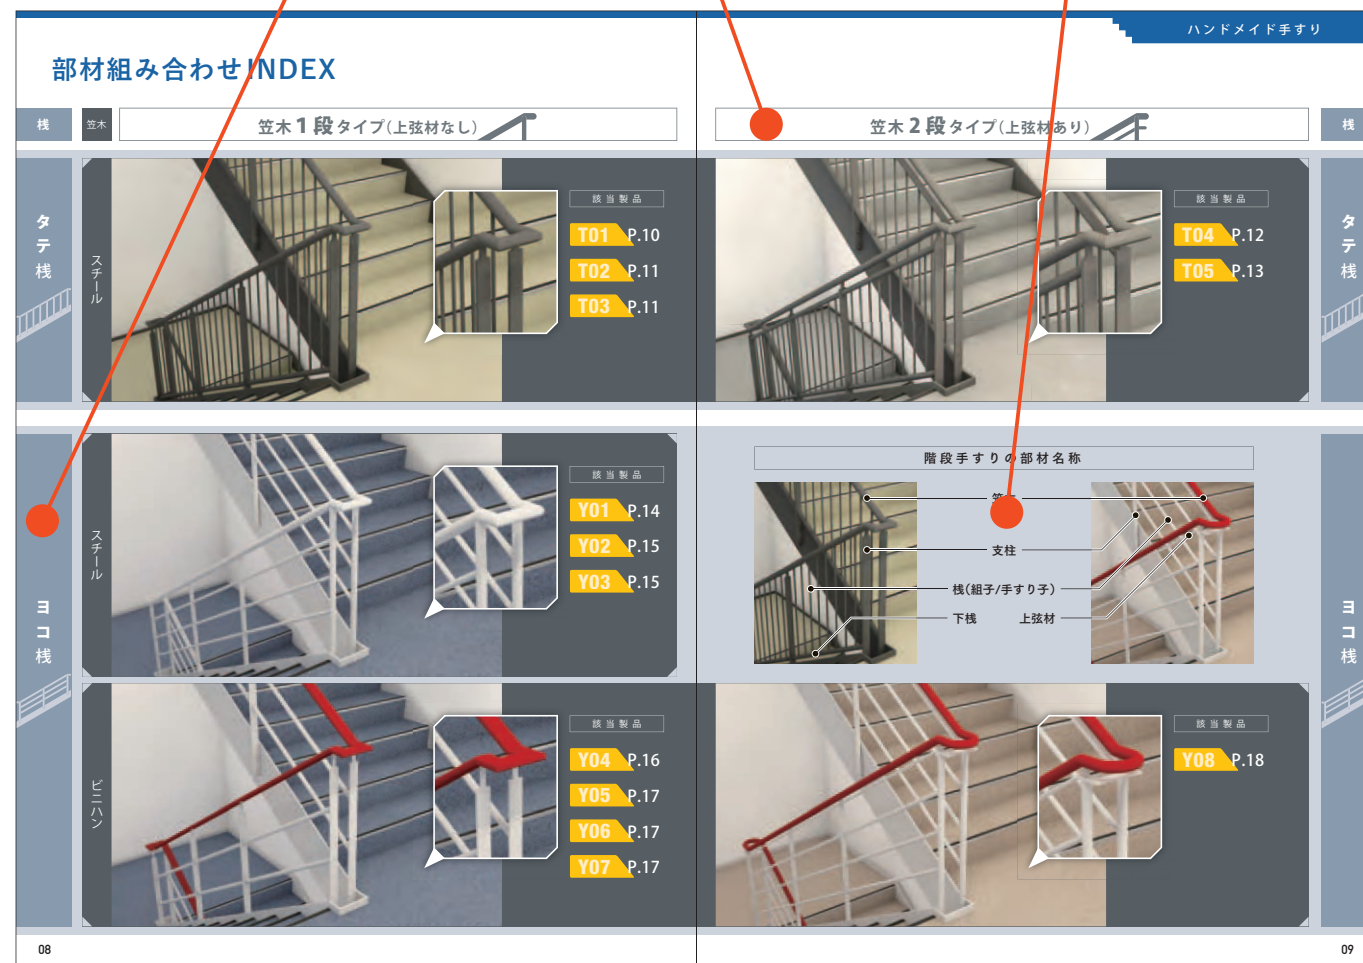 ハンドメイド手すり
部材組み合わせINDEX
桟
笠木
笠木1段タイプ(上弦材なし)
笠木2段タイプ(上弦材あり)
桟
タテ桟
スチール
該当製品
T01 P.10
T02 P.11
T03 P.11
該当製品
T04 P.12
T05 P.13
タテ桟
ヨコ桟
スチール
該当製品
Y01 P.14
Y02 P.15
Y03 P.15
階段手すりの部材名称
支柱
桟(組子/手すり子)
下桟
上弦材
ヨコ桟
ビニハン
該当製品
Y04 P.16
Y05 P.17
Y06 P.17
Y07 P.17
該当製品
Y08 P.18
08
09